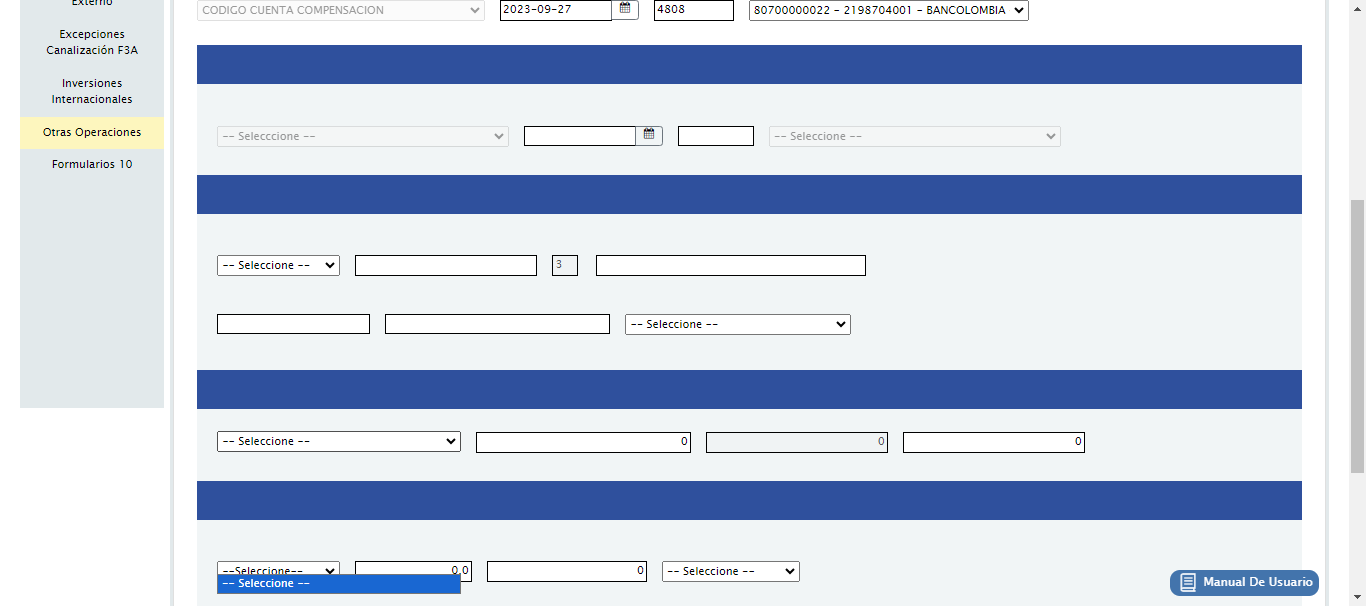 Externo
CODIGO CUENTA COMPENSACION 2023-09-27 4808 80700000022 - 2198704001 - BANCOLOMBIA
Excepciones
Canalización F3A
Inversiones
Internacionales
Otras Operaciones
Formularios 10
-- Selecccione -- -- Seleccione --
-- Seleccione -- 3
-- Seleccione --
-- Seleccione -- 0 0 0
--Seleccione-- 0.0 0 -- Seleccione --
-- Seleccione --
Manual De Usuario